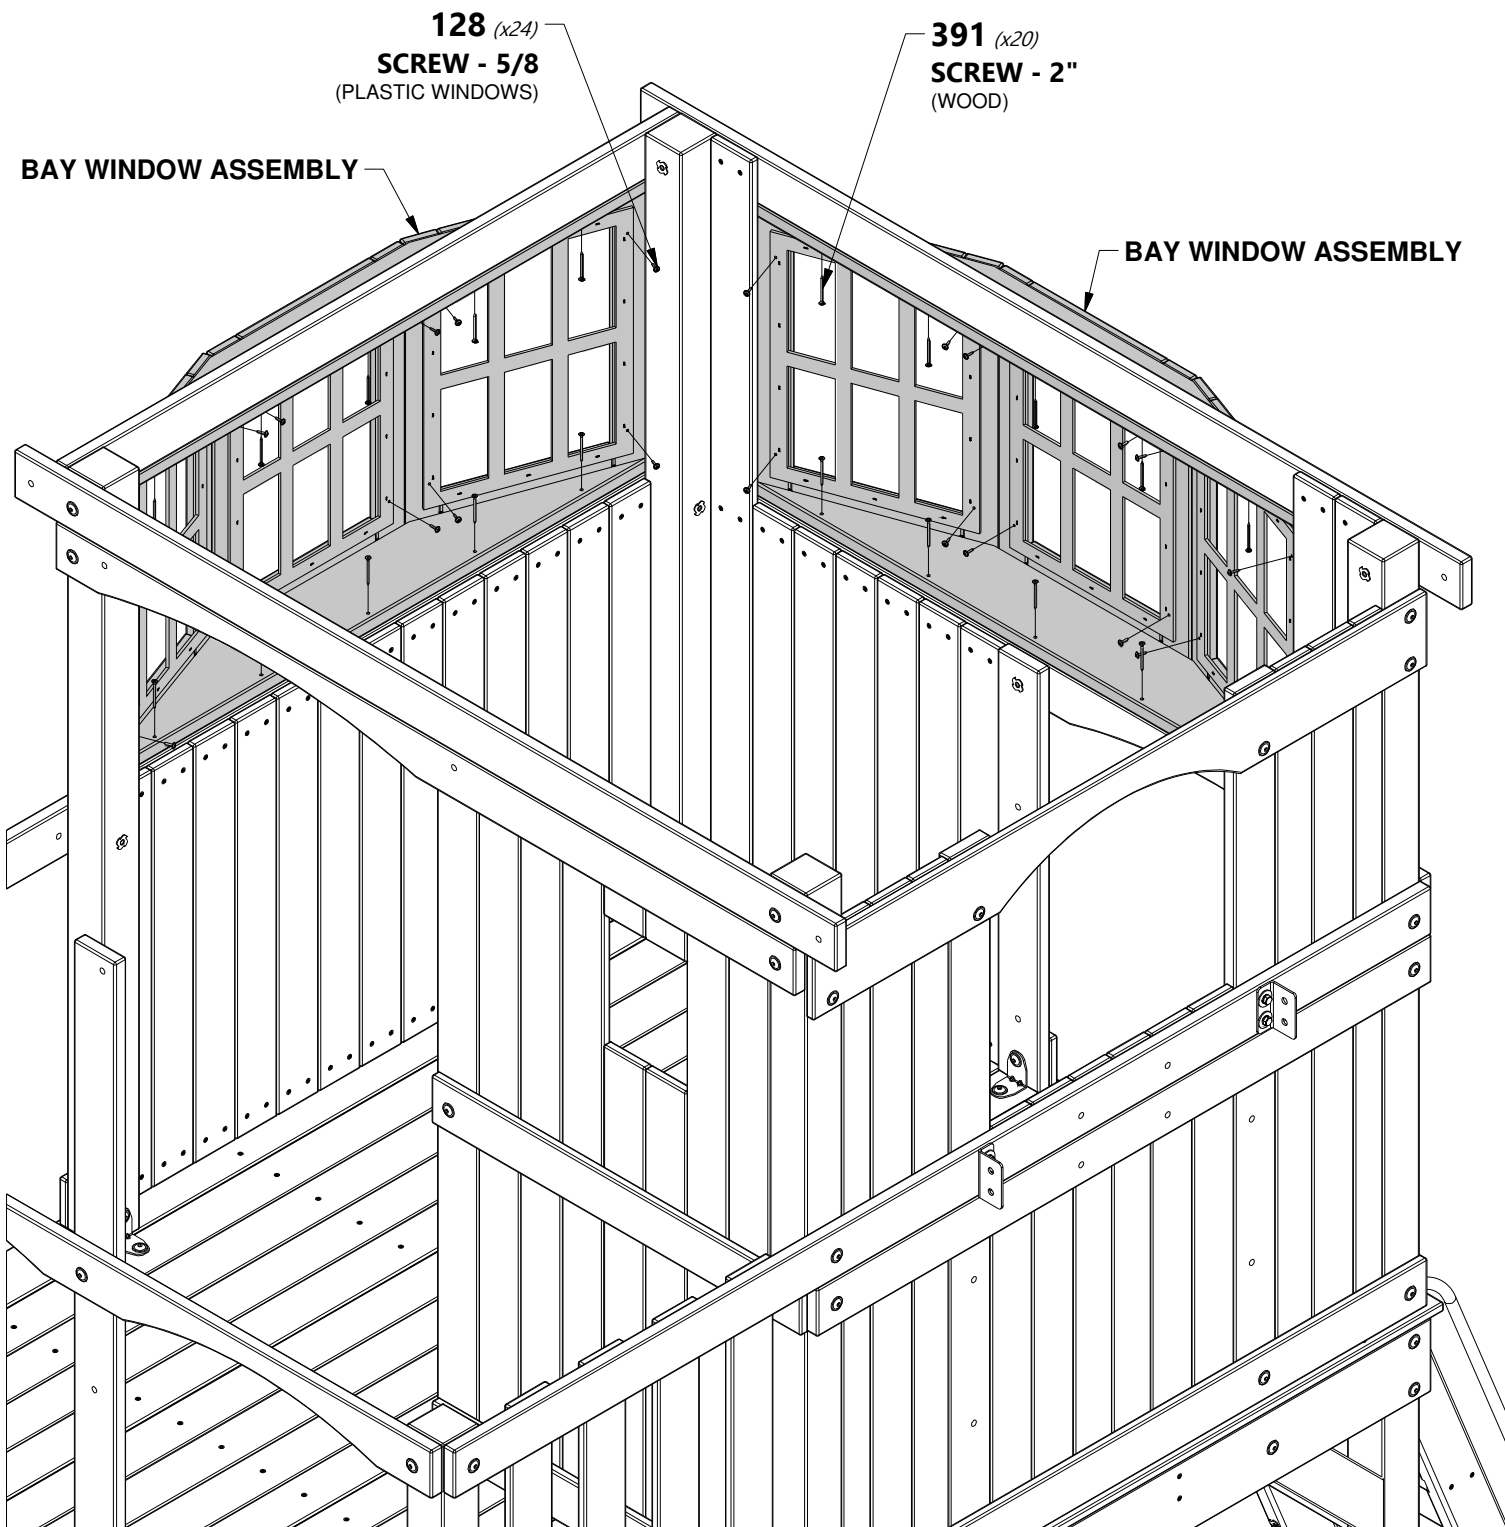 128 (x24)
SCREW - 5/8
(PLASTIC WINDOWS)
391 (x20)
SCREW - 2"
(WOOD)
BAY WINDOW ASSEMBLY
BAY WINDOW ASSEMBLY